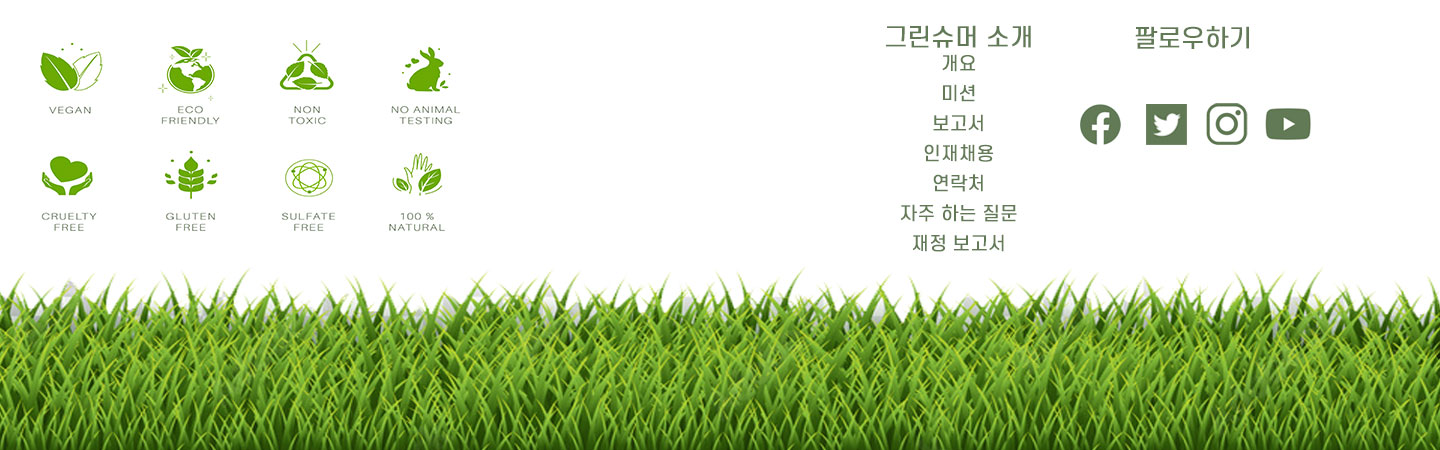 VEGAN
ECO
FRIENDLY
NON
TOXIC
NO ANIMAL
TESTING
CRUELTY
FREE
GLUTEN
FREE
SULFATE
FREE
100 %
NATURAL
그린슈머 소개
개요
미션
보고서
인재채용
연락처
자주 하는 질문
재정 보고서
팔로우하기